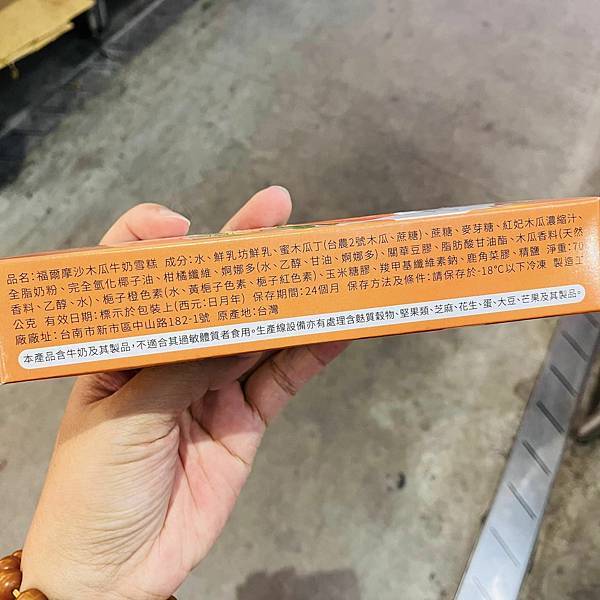 品名:福爾摩沙木瓜牛奶雪糕 成分:水、鮮乳坊鮮乳、蜜木瓜丁(台農2號木瓜、蔗糖)、蔗糖、麥芽糖、紅妃木瓜濃縮汁、
全脂奶粉、完全氫化椰子油、柑橘纖維、婀娜多(水、乙醇、甘油、婀娜多)、關華豆膠、脂肪酸甘油酯、木瓜香料(天然
香料、乙醇、水)、梔子橙色素(水、黃梔子色素、梔子紅色素)、玉米糖膠、羧甲基纖維素鈉、鹿角菜膠、精鹽 淨重:70
公克 有效日期:標示於包裝上(西元:日月年) 保存期間:24個月 保存方法及條件:請保存於-18°C以下冷凍 製造工
廠廠址:台南市新市區中山路182-1號 原產地:台灣
本產品含牛奶及其製品,不適合其過敏體質者食用。生產線設備亦有處理含麩質穀物、堅果類、芝麻、花生、蛋、大豆、芒果及其製品。